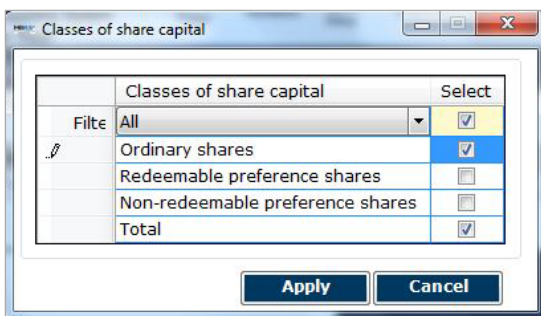 Classes of share capital
Classes of share capital Select
Filte All
Ordinary shares
Redeemable preference shares
Non-redeemable preference shares
Total
Apply Cancel